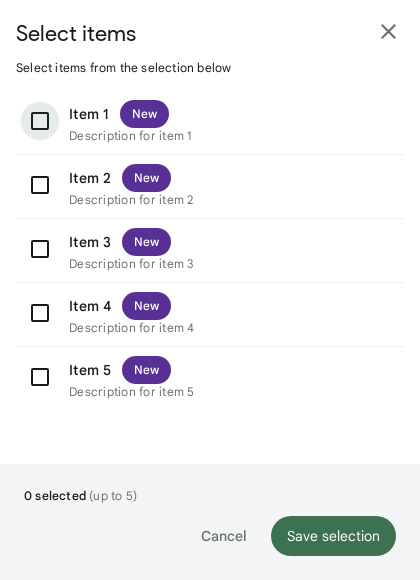 Select items
Select items from the selection below
Item 1 New
Description for item 1
Item 2 New
Description for item 2
Item 3 New
Description for item 3
Item 4 New
Description for item 4
Item 5 New
Description for item 5
0 selected (up to 5)
Cancel Save selection